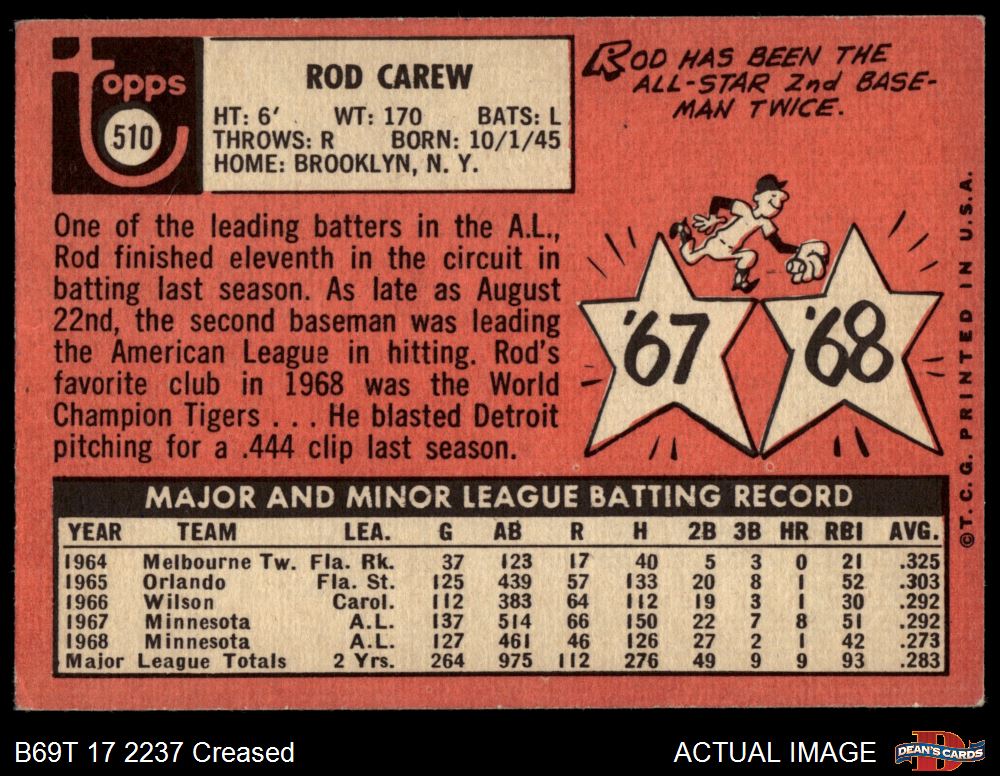 topps
510
ROD CAREW
HT: 6' WT: 170 BATS: L
THROWS: R BORN: 10/1/45
HOME: BROOKLYN, N. Y.
ROD HAS BEEN THE
ALL-STAR 2nd BASE-
MAN TWICE.
One of the leading batters in the A.L.,
Rod finished eleventh in the circuit in
batting last season. As late as August
22nd, the second baseman was leading
the American League in hitting. Rod's
favorite club in 1968 was the World
Champion Tigers . . . He blasted Detroit
pitching for a .444 clip last season.
'67 '68
©T. C. G. PRINTED IN U.S.A.
MAJOR AND MINOR LEAGUE BATTING RECORD
YEAR TEAM LEA. G AB R H 2B 3B HR RBI AVG.
1964 Melbourne Tw. Fla. Rk. 37 123 17 40 5 3 0 21 .325
1965 Orlando Fla. St. 125 439 57 133 20 8 1 52 .303
1966 Wilson Carol. 112 383 64 112 19 3 1 30 .292
1967 Minnesota A.L. 137 514 66 150 22 7 8 51 .292
1968 Minnesota A.L. 127 461 46 126 27 2 1 42 .273
Major League Totals 2 Yrs. 264 975 112 276 49 9 9 93 .283
B69T 17 2237 Creased
ACTUAL IMAGE
D
DEAN'S CARDS